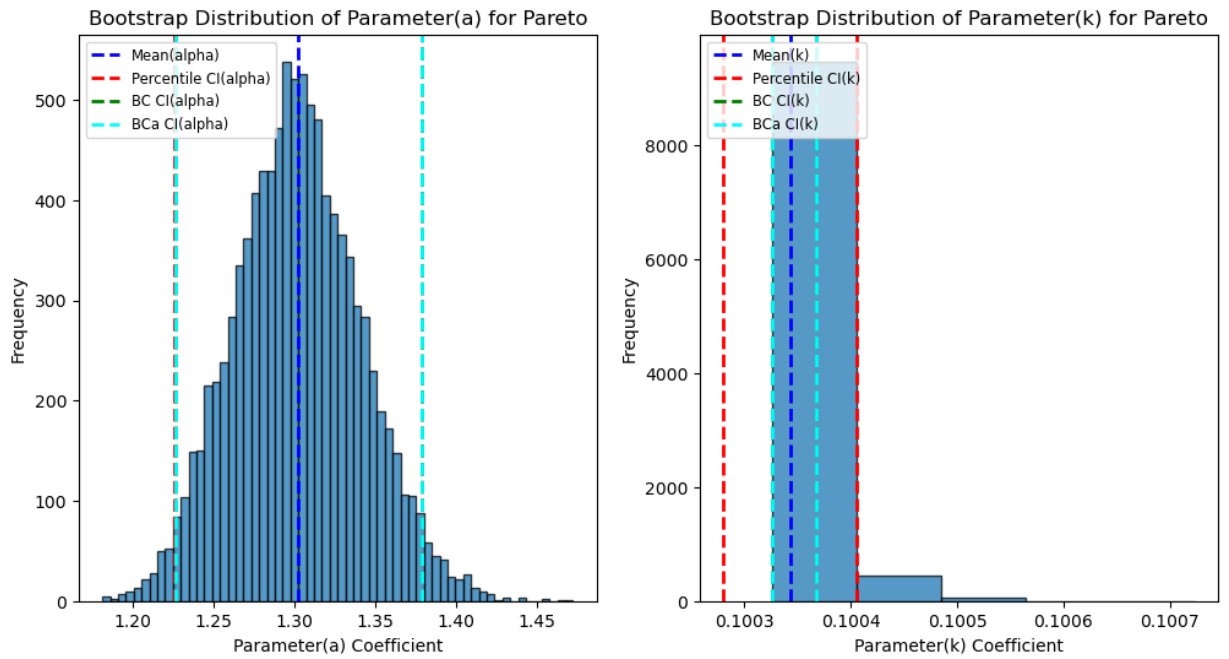 Bootstrap Distribution of Parameter(a) for Pareto
Mean(alpha)
Percentile CI(alpha)
BC CI(alpha)
BCa CI(alpha)
Frequency
500
400
300
200
100
0
1.20
1.25
1.30
1.35
1.40
1.45
Parameter(a) Coefficient
Bootstrap Distribution of Parameter(k) for Pareto
Mean(k)
Percentile CI(k)
BC CI(k)
BCa CI(k)
Frequency
8000
6000
4000
2000
0
0.1003
0.1004
0.1005
0.1006
0.1007
Parameter(k) Coefficient